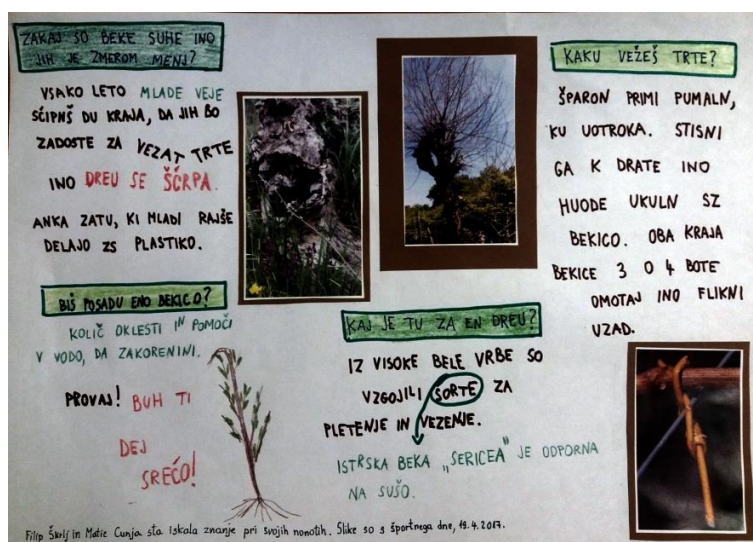 ZAKAJ SO BEKE SUHE INO
JIH JE ZMEROM MENJ?
VSAKO LETO MLADE VEJE
ŠČIPNŠ DU KRAJA, DA JIH BO
ZADOSTE ZA VEZAT TRTE
INO DREU SE ŠČRPA.
ANKA ZATU, KI MLADI RAJŠE
DELAJO ZS PLASTIKO.
BIŠ POSADU ENO BEKICO?
KOLIČ OKLESTI IN POMOČI
V VODO, DA ZAKORENINI.
PROVAJ! BUH TI
DEJ
SREČO!
KAJ JE TU ZA EN DREU?
IZ VISOKE BELE VRBE SO
VZGOJILI SORTE ZA
PLETENJE IN VEZENJE.
ISTRSKA BEKA „SERICEA" JE ODPORNA
NA SUŠO.
KAKU VEŽEŠ TRTE?
ŠPARON PRIMI PUMALN,
KU UOTROKA. STISNI
GA K DRATE INO
HUODE UKULN SZ
BEKICO. OBA KRAJA
BEKICE 3 O 4 BOTE
OMOTAJ INO FLIKNI
UZAD.
Filip Škrlj in Matic Cunja sta iskala znanje pri svojih nonotih. Slike so s športnega dne, 19.4.2017.